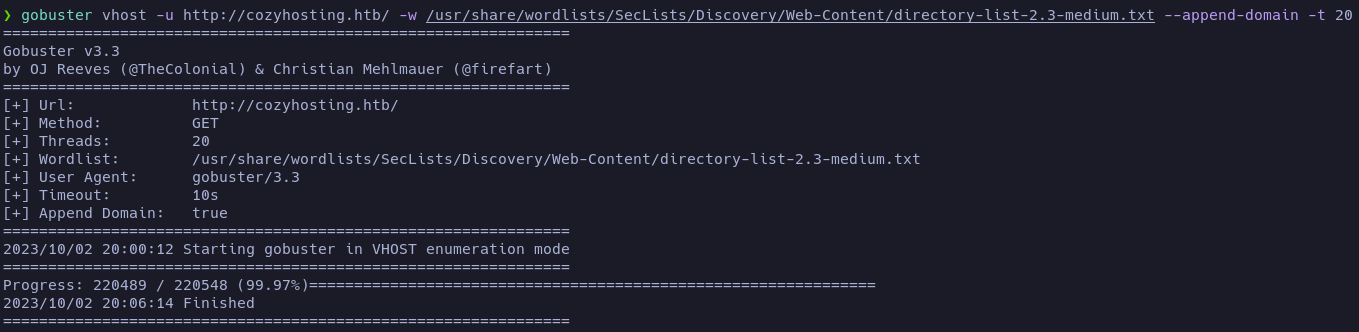 ❯ gobuster vhost -u http://cozyhosting.htb/ -w /usr/share/wordlists/SecLists/Discovery/Web-Content/directory-list-2.3-medium.txt --append-domain -t 20
===============================================================
Gobuster v3.3
by OJ Reeves (@TheColonial) & Christian Mehlmauer (@firefart)
===============================================================
[+] Url:             http://cozyhosting.htb/
[+] Method:          GET
[+] Threads:         20
[+] Wordlist:        /usr/share/wordlists/SecLists/Discovery/Web-Content/directory-list-2.3-medium.txt
[+] User Agent:      gobuster/3.3
[+] Timeout:         10s
[+] Append Domain:   true
===============================================================
2023/10/02 20:00:12 Starting gobuster in VHOST enumeration mode
===============================================================
Progress: 220489 / 220548 (99.97%)===============================================================
2023/10/02 20:06:14 Finished
===============================================================